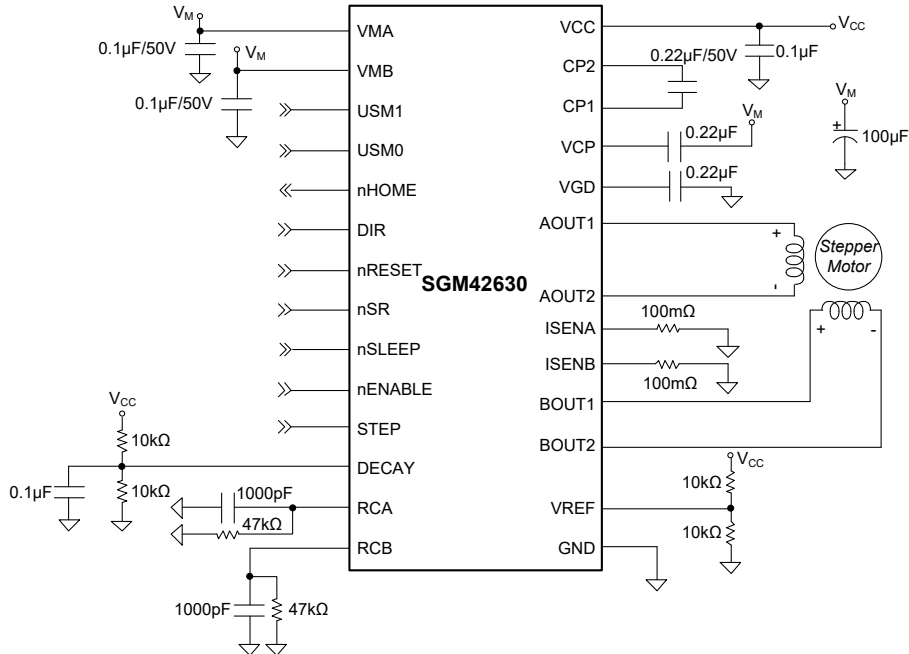 VM
VMA
0.1µF/50V
VM
VMB
0.1µF/50V
USM1
USM0
nHOME
DIR
nRESET
nSR
nSLEEP
nENABLE
STEP
VCC
10kΩ
DECAY
0.1µF
10kΩ
1000pF
RCA
47kΩ
RCB
1000pF
47kΩ
SGM42630
VCC
VCC
0.22µF/50V
0.1µF
CP2
CP1
VM
VM
VCP
0.22µF
+
100µF
VGD
0.22µF
AOUT1
+
Stepper
Motor
-
AOUT2
100mΩ
ISENA
+
-
ISENB
100mΩ
BOUT1
BOUT2
VCC
10kΩ
VREF
10kΩ
GND